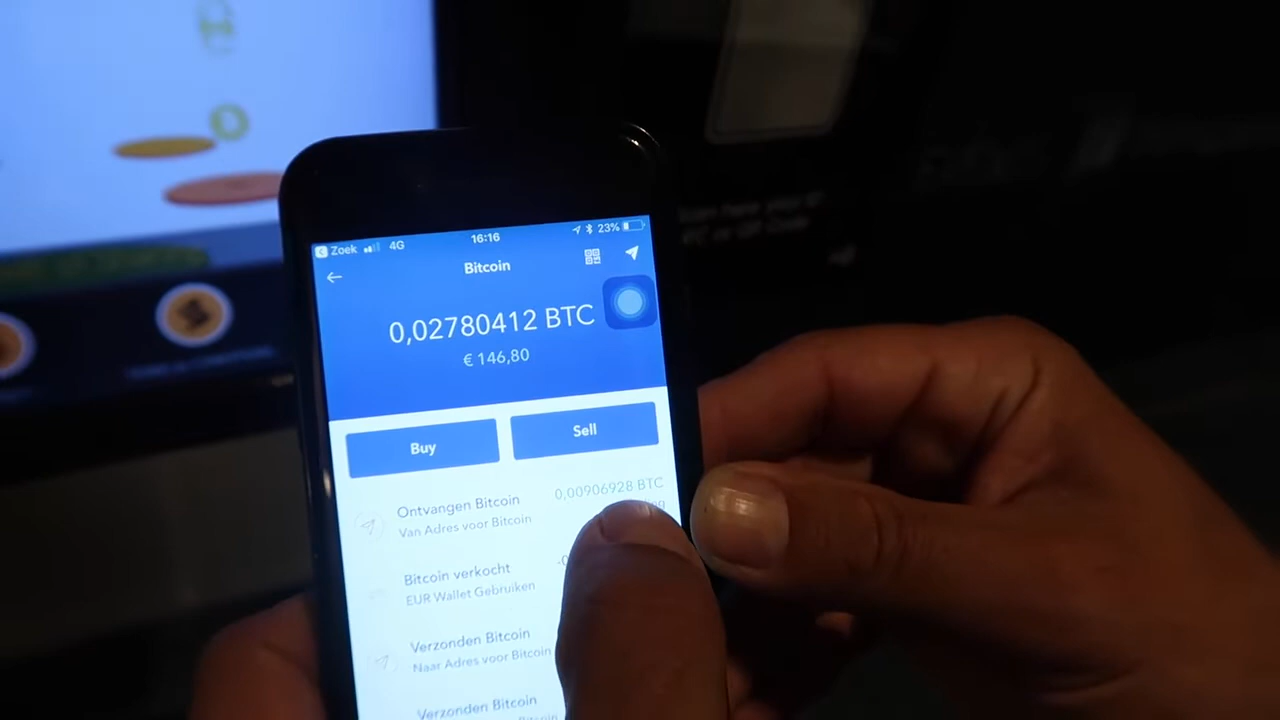 Zoek 4G 16:16 23%
Bitcoin
0,02780412 BTC
€ 146,80
Buy Sell
Ontvangen Bitcoin 0,00906928 BTC
Van Adres voor Bitcoin
Bitcoin verkocht
EUR Wallet Gebruiken
Verzonden Bitcoin
Naar Adres voor Bitcoin
Verzonden Bitcoin